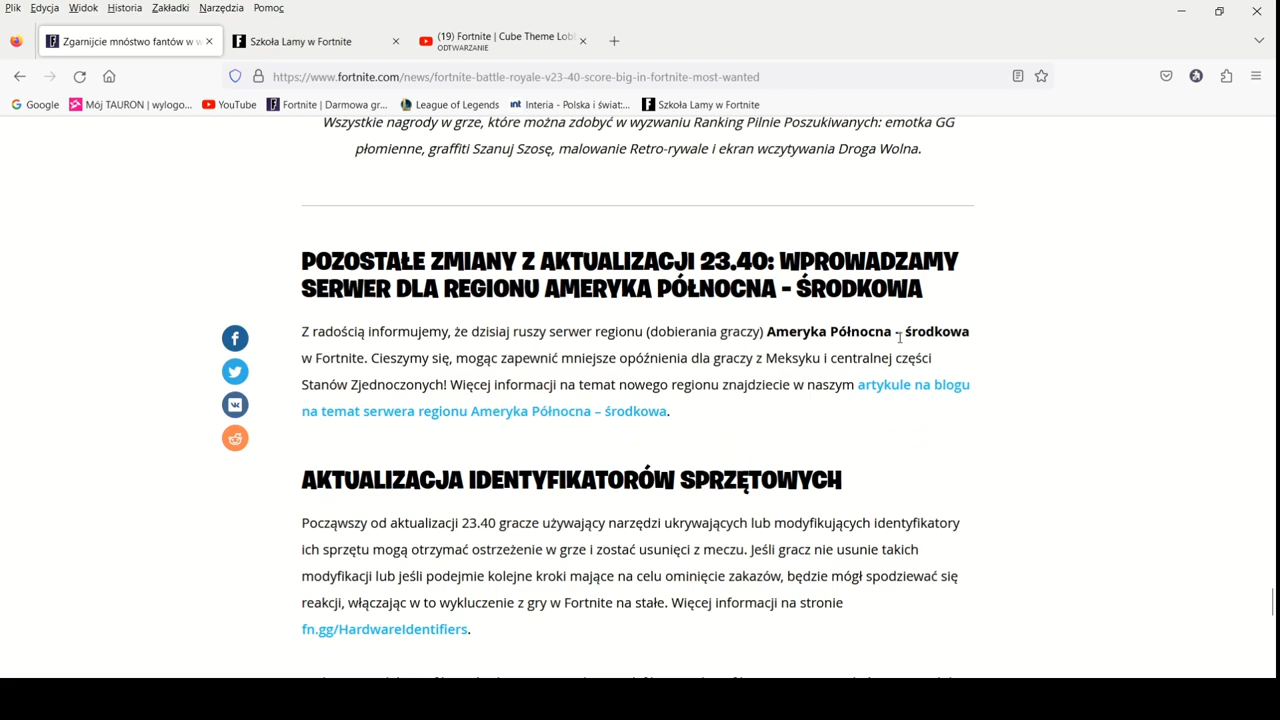 Plik Edycja Widok Historia Zakładki Narzędzia Pomoc
Zgarnijcie mnóstwo fantów w w Szkoła Lamy w Fortnite (19) Fortnite | Cube Theme Lobb
ODTWARZANIE
https://www.fortnite.com/news/fortnite-battle-royale-v23-40-score-big-in-fortnite-most-wanted
Google Mój TAURON | wylogo... YouTube Fortnite | Darmowa gr... League of Legends Interia - Polska i świat:... Szkoła Lamy w Fortnite
Wszystkie nagrody w grze, które można zdobyć w wyzwaniu Ranking Pilnie Poszukiwanych: emotka GG
płomienne, graffiti Szanuj Szosę, malowanie Retro-rywale i ekran wczytywania Droga Wolna.
POZOSTAŁE ZMIANY Z AKTUALIZACJI 23.40: WPROWADZAMY
SERWER DLA REGIONU AMERYKA PÓŁNOCNA – ŚRODKOWA
Z radością informujemy, że dzisiaj ruszy serwer regionu (dobierania graczy) Ameryka Północna – środkowa
w Fortnite. Cieszymy się, mogąc zapewnić mniejsze opóźnienia dla graczy z Meksyku i centralnej części
Stanów Zjednoczonych! Więcej informacji na temat nowego regionu znajdziecie w naszym artykule na blogu
na temat serwera regionu Ameryka Północna – środkowa.
AKTUALIZACJA IDENTYFIKATORÓW SPRZĘTOWYCH
Począwszy od aktualizacji 23.40 gracze używający narzędzi ukrywających lub modyfikujących identyfikatory
ich sprzętu mogą otrzymać ostrzeżenie w grze i zostać usunięci z meczu. Jeśli gracz nie usunie takich
modyfikacji lub jeśli podejmie kolejne kroki mające na celu ominięcie zakazów, będzie mógł spodziewać się
reakcji, włączając w to wykluczenie z gry w Fortnite na stałe. Więcej informacji na stronie
fn.gg/HardwareIdentifiers.